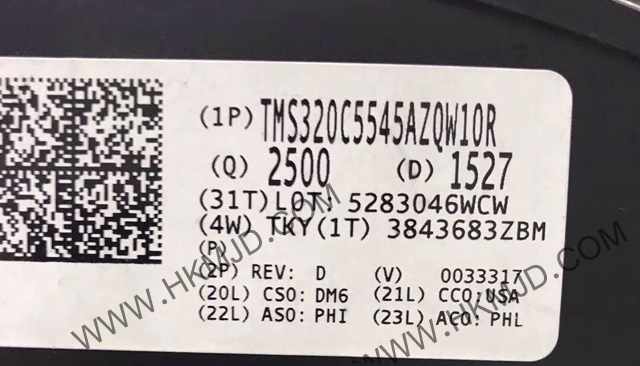 (1P) TMS320C5545AZQW10R
(Q) 2500 (D) 1527
(31T) LOT: 5283046WCW
(4W) TKY (1T) 3843683ZBM
(P)
(2P) REV: D (V) 0033317
(20L) CSO: DM6 (21L) CCO: USA
(22L) ASO: PHI (23L) ACO: PHL
WWW.HKMJD.COM
WWW.HKMJD.COM